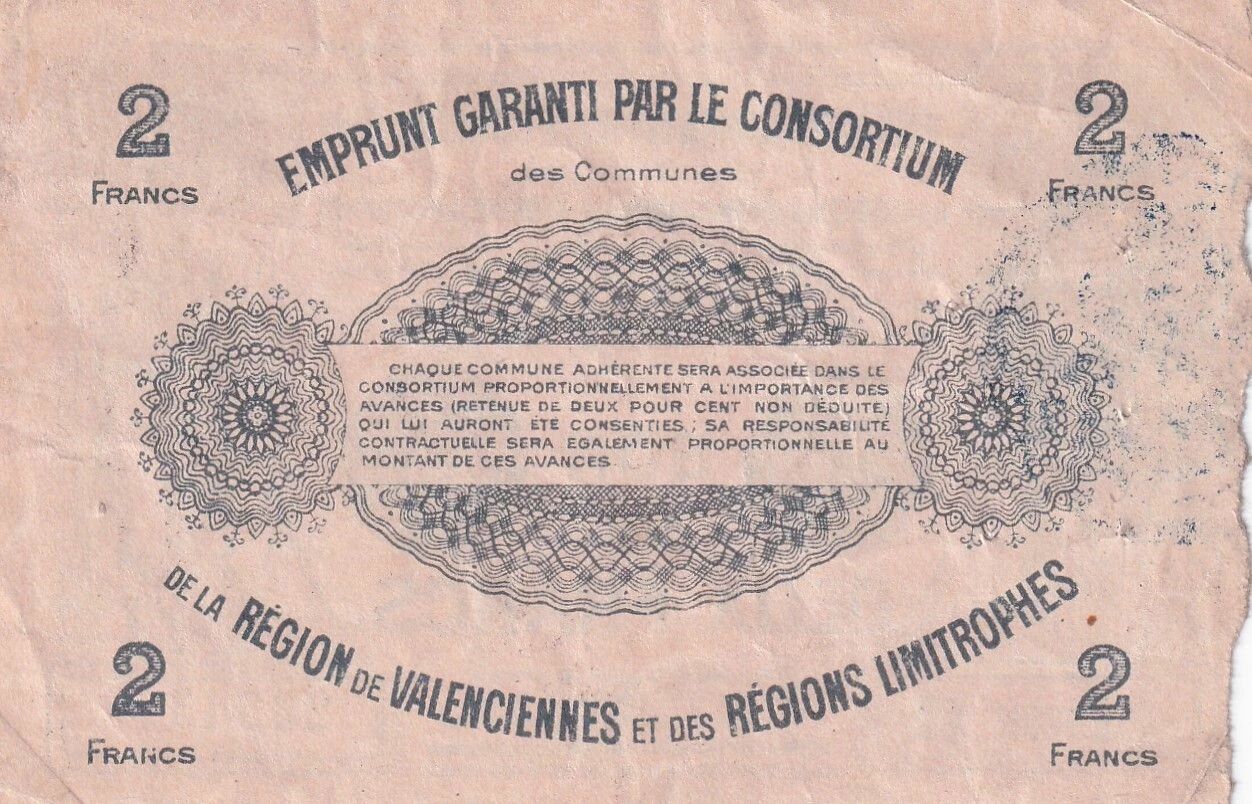 2
FRANCS
2
FRANCS
EMPRUNT GARANTI PAR LE CONSORTIUM
des Communes
CHAQUE COMMUNE ADHÉRENTE SERA ASSOCIÉE DANS LE
CONSORTIUM PROPORTIONNELLEMENT A L'IMPORTANCE DES
AVANCES (RETENUE DE DEUX POUR CENT NON DÉDUITE)
QUI LUI AURONT ÉTÉ CONSENTIES ; SA RESPONSABILITÉ
CONTRACTUELLE SERA EGALEMENT PROPORTIONNELLE AU
MONTANT DE CES AVANCES
DE LA RÉGION DE VALENCIENNES ET DES RÉGIONS LIMITROPHES
2
FRANCS
2
FRANCS